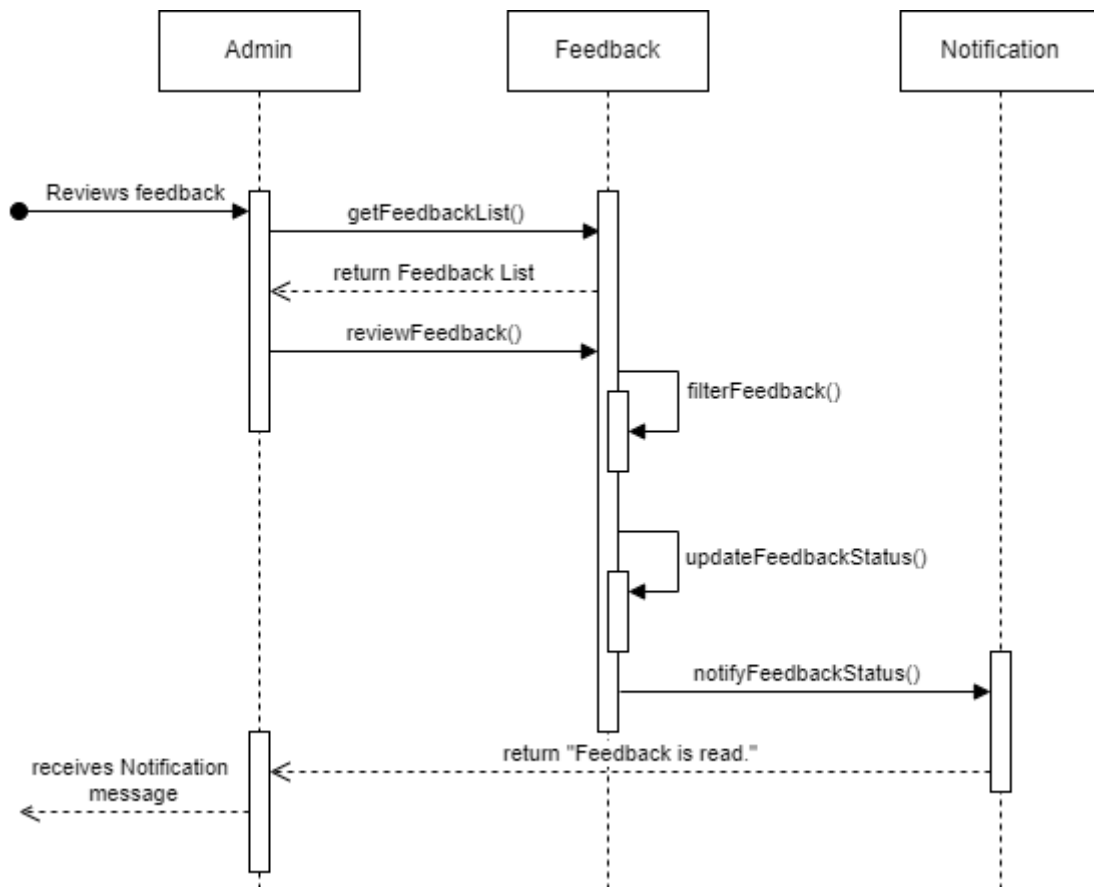 Admin
Feedback
Notification
Reviews feedback
getFeedbackList()
return Feedback List
reviewFeedback()
filterFeedback()
updateFeedbackStatus()
notifyFeedbackStatus()
return "Feedback is read."
receives Notification
message